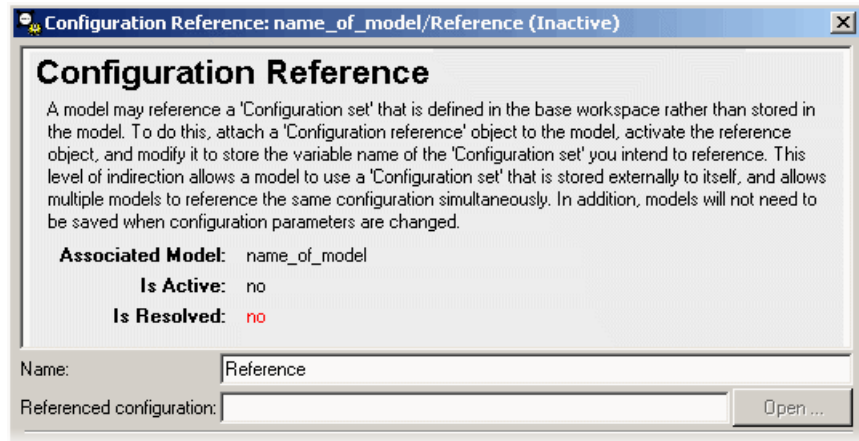 Configuration Reference: name_of_model/Reference (Inactive)
Configuration Reference
A model may reference a 'Configuration set' that is defined in the base workspace rather than stored in
the model. To do this, attach a 'Configuration reference' object to the model, activate the reference
object, and modify it to store the variable name of the 'Configuration set' you intend to reference. This
level of indirection allows a model to use a 'Configuration set' that is stored externally to itself, and allows
multiple models to reference the same configuration simultaneously. In addition, models will not need to
be saved when configuration parameters are changed.
Associated Model: name_of_model
Is Active: no
Is Resolved: no
Name: Reference
Referenced configuration: Open ...